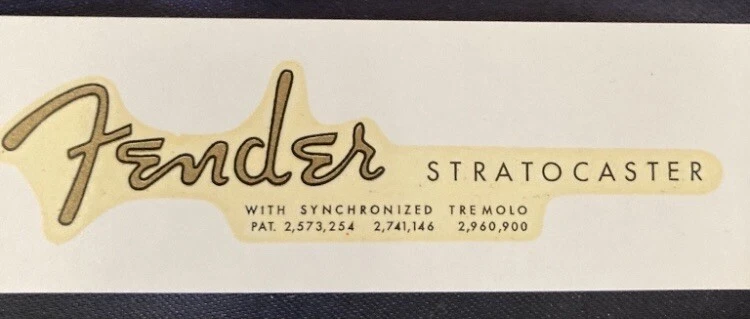 Fender STRATOCASTER
WITH SYNCHRONIZED TREMOLO
PAT. 2,573,254 2,741,146 2,960,900